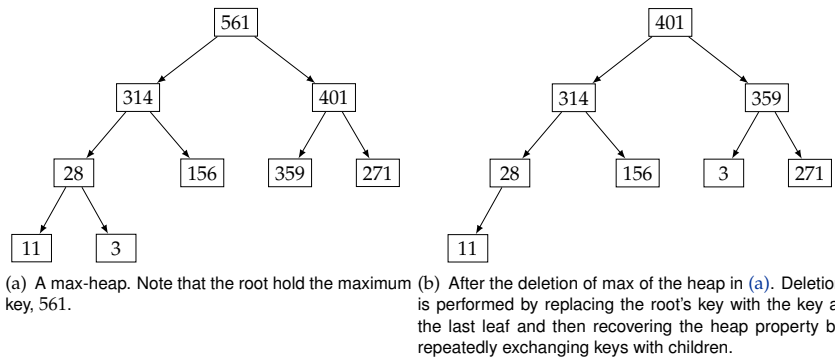 561
401
314
401
314
359
28
156
359
271
28
156
3
271
11
3
11
(a) A max-heap. Note that the root hold the maximum
key, 561.
(b) After the deletion of max of the heap in (a). Deletio
is performed by replacing the root's key with the key a
the last leaf and then recovering the heap property b
repeatedly exchanging keys with children.